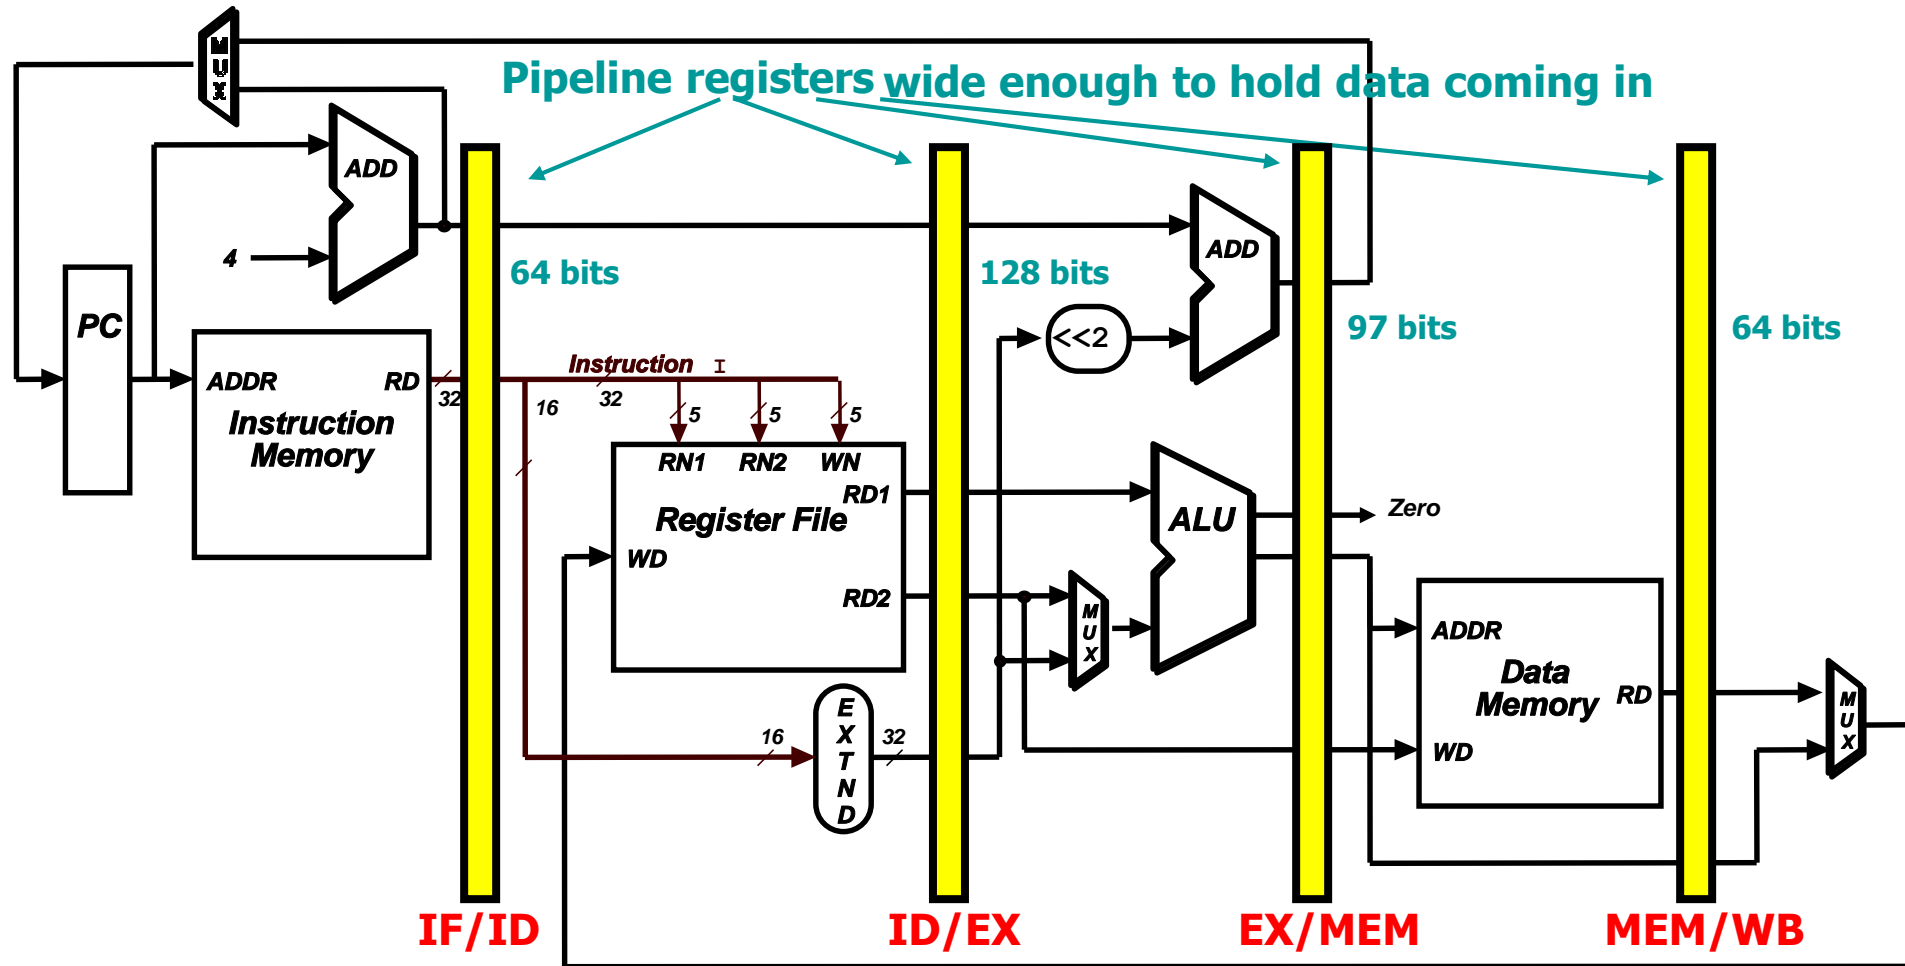 MUX
Pipeline registers wide enough to hold data coming in
ADD
4
64 bits
ADD
128 bits
<<2
97 bits
64 bits
PC
ADDR
RD
Instruction
Memory
32
Instruction I
16
32
5
5
5
RN1
RN2
WN
RD1
Register File
WD
RD2
ALU
Zero
MUX
ADDR
Data
Memory
RD
WD
MUX
16
EXTND
32
IF/ID
ID/EX
EX/MEM
MEM/WB